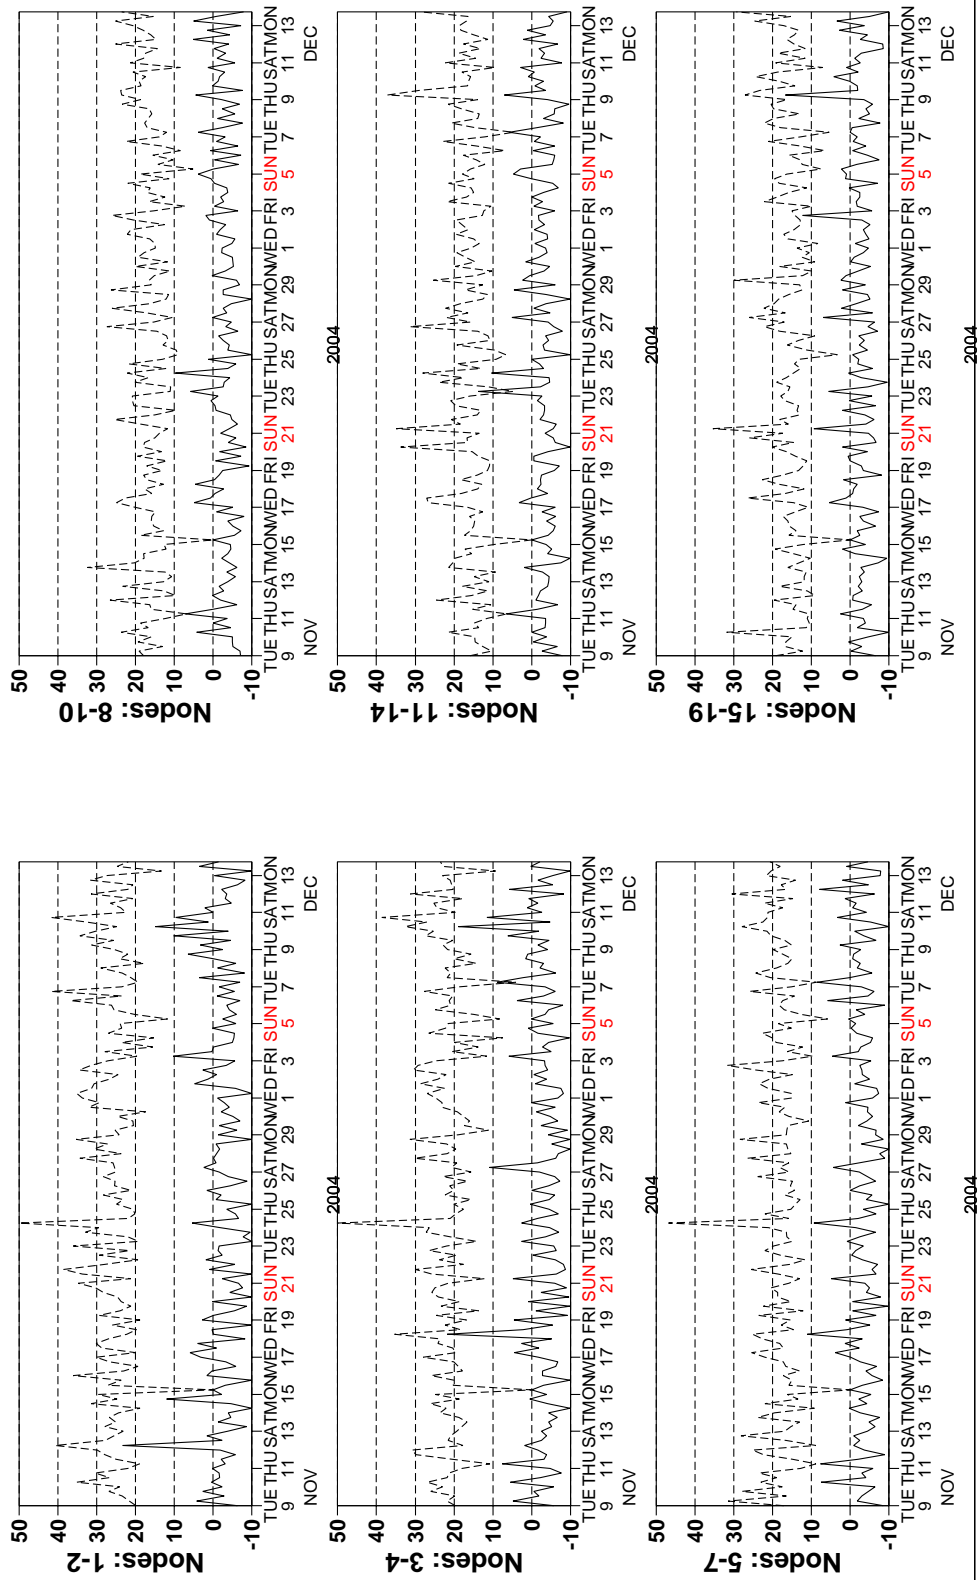 50
40
30
20
10
0
-10
Nodes: 1-2
TUE THU SAT MON WED FRI SUN TUE THU SAT MON WED FRI SUN TUE THU SAT MON
9 11 13 15 17 19 21 23 25 27 29 1 3 5 7 9 11 13
NOV DEC
2004
50
40
30
20
10
0
-10
Nodes: 3-4
TUE THU SAT MON WED FRI SUN TUE THU SAT MON WED FRI SUN TUE THU SAT MON
9 11 13 15 17 19 21 23 25 27 29 1 3 5 7 9 11 13
NOV DEC
2004
50
40
30
20
10
0
-10
Nodes: 5-7
TUE THU SAT MON WED FRI SUN TUE THU SAT MON WED FRI SUN TUE THU SAT MON
9 11 13 15 17 19 21 23 25 27 29 1 3 5 7 9 11 13
NOV DEC
2004
50
40
30
20
10
0
-10
Nodes: 8-10
TUE THU SAT MON WED FRI SUN TUE THU SAT MON WED FRI SUN TUE THU SAT MON
9 11 13 15 17 19 21 23 25 27 29 1 3 5 7 9 11 13
NOV DEC
2004
50
40
30
20
10
0
-10
Nodes: 11-14
TUE THU SAT MON WED FRI SUN TUE THU SAT MON WED FRI SUN TUE THU SAT MON
9 11 13 15 17 19 21 23 25 27 29 1 3 5 7 9 11 13
NOV DEC
2004
50
40
30
20
10
0
-10
Nodes: 15-19
TUE THU SAT MON WED FRI SUN TUE THU SAT MON WED FRI SUN TUE THU SAT MON
9 11 13 15 17 19 21 23 25 27 29 1 3 5 7 9 11 13
NOV DEC
2004